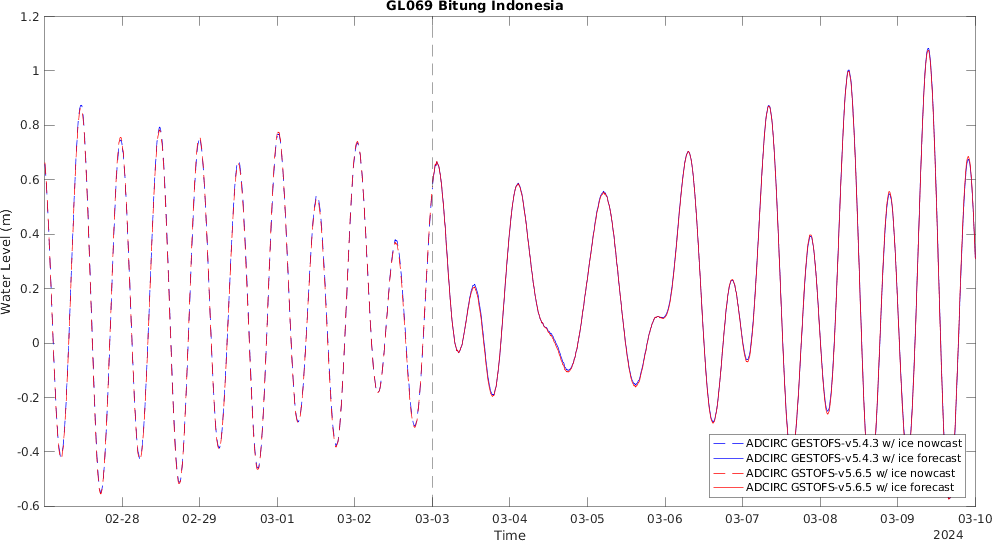 GL069 Bitung Indonesia
1.2
1
0.8
0.6
0.4
0.2
0
-0.2
-0.4
-0.6
Water Level (m)
ADCIRC GESTOFS-v5.4.3 w/ ice nowcast
ADCIRC GESTOFS-v5.4.3 w/ ice forecast
ADCIRC GSTOFS-v5.6.5 w/ ice nowcast
ADCIRC GSTOFS-v5.6.5 w/ ice forecast
02-28 02-29 03-01 03-02 03-03 03-04 03-05 03-06 03-07 03-08 03-09 03-10
Time
2024